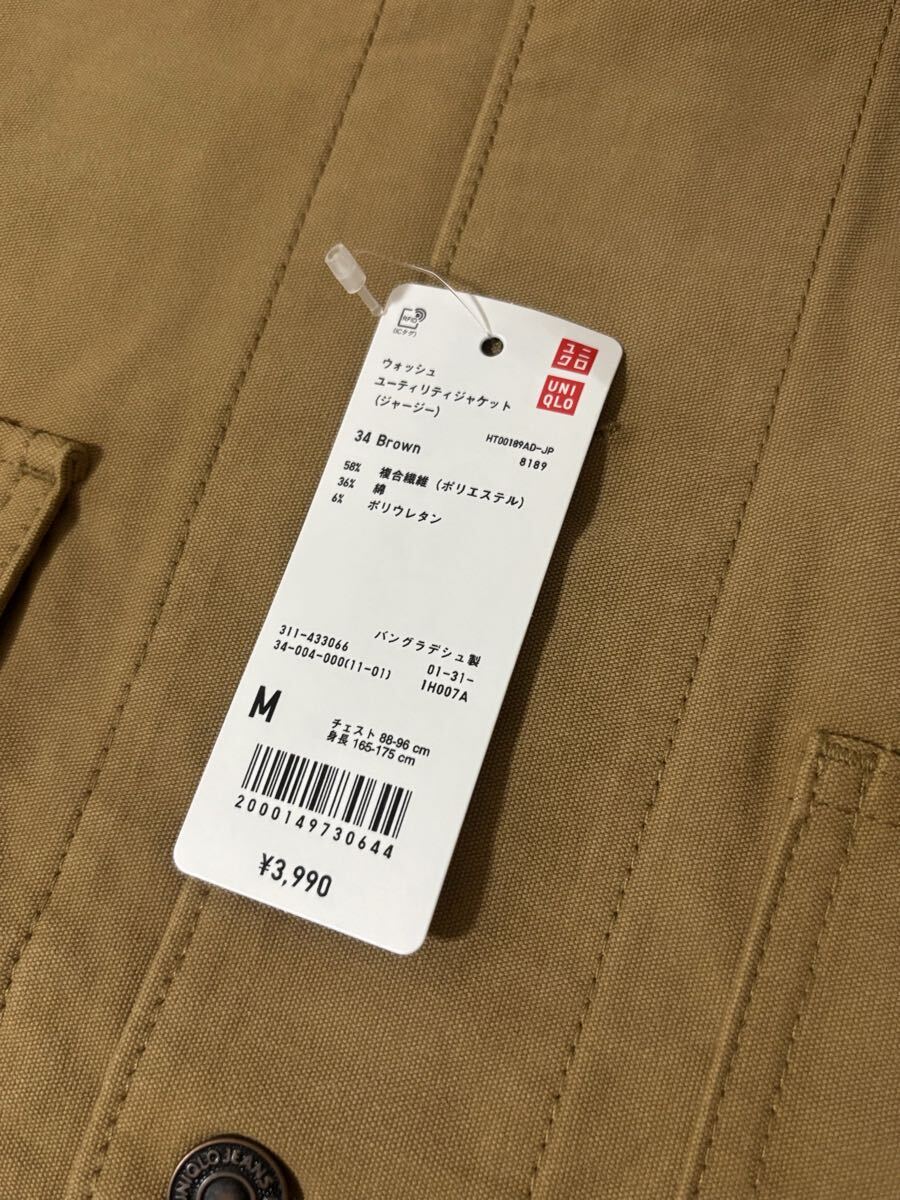 RFID
(ICタグ)
ユニ
クロ
UNI
QLO
ウォッシュ
ユーティリティジャケット
(ジャージー)
34 Brown
HT00189AD-JP
8189
58% 複合繊維 (ポリエステル)
36% 綿
6% ポリウレタン
311-433066 バングラデシュ製
34-004-000(11-01) 01-31-
1H007A
M
チェスト 88-96 cm
身長 165-175 cm
2000149730644
¥3,990
UNIQLO JEANS